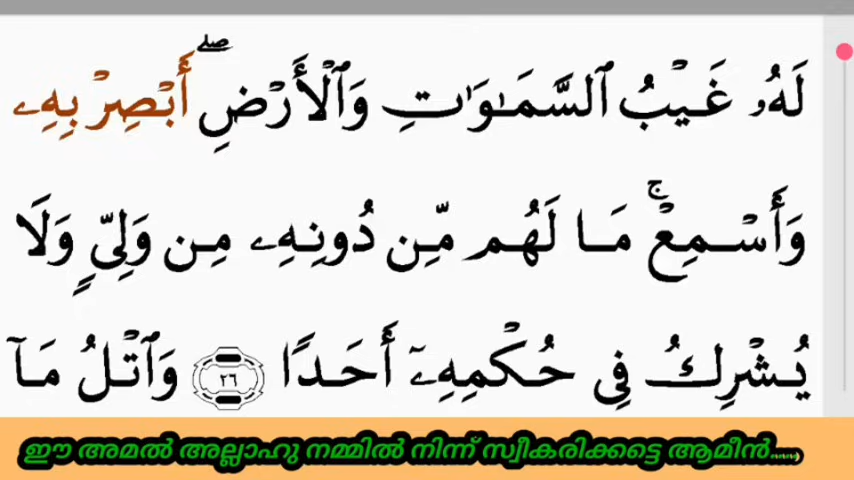 لَهُۥ غَيْبُ ٱلسَّمَـٰوَٰتِ وَٱلْأَرْضِ ۖ أَبْصِرْ بِهِۦ
وَأَسْمِعْ ۚ مَا لَهُم مِّن دُونِهِۦ مِن وَلِىٍّ وَلَا
يُشْرِكُ فِى حُكْمِهِۦٓ أَحَدًا ٢٦ وَٱتْلُ مَآ
ഈ അമൽ അല്ലാഹു നമ്മിൽ നിന്ന് സ്വീകരിക്കട്ടെ ആമീൻ.....